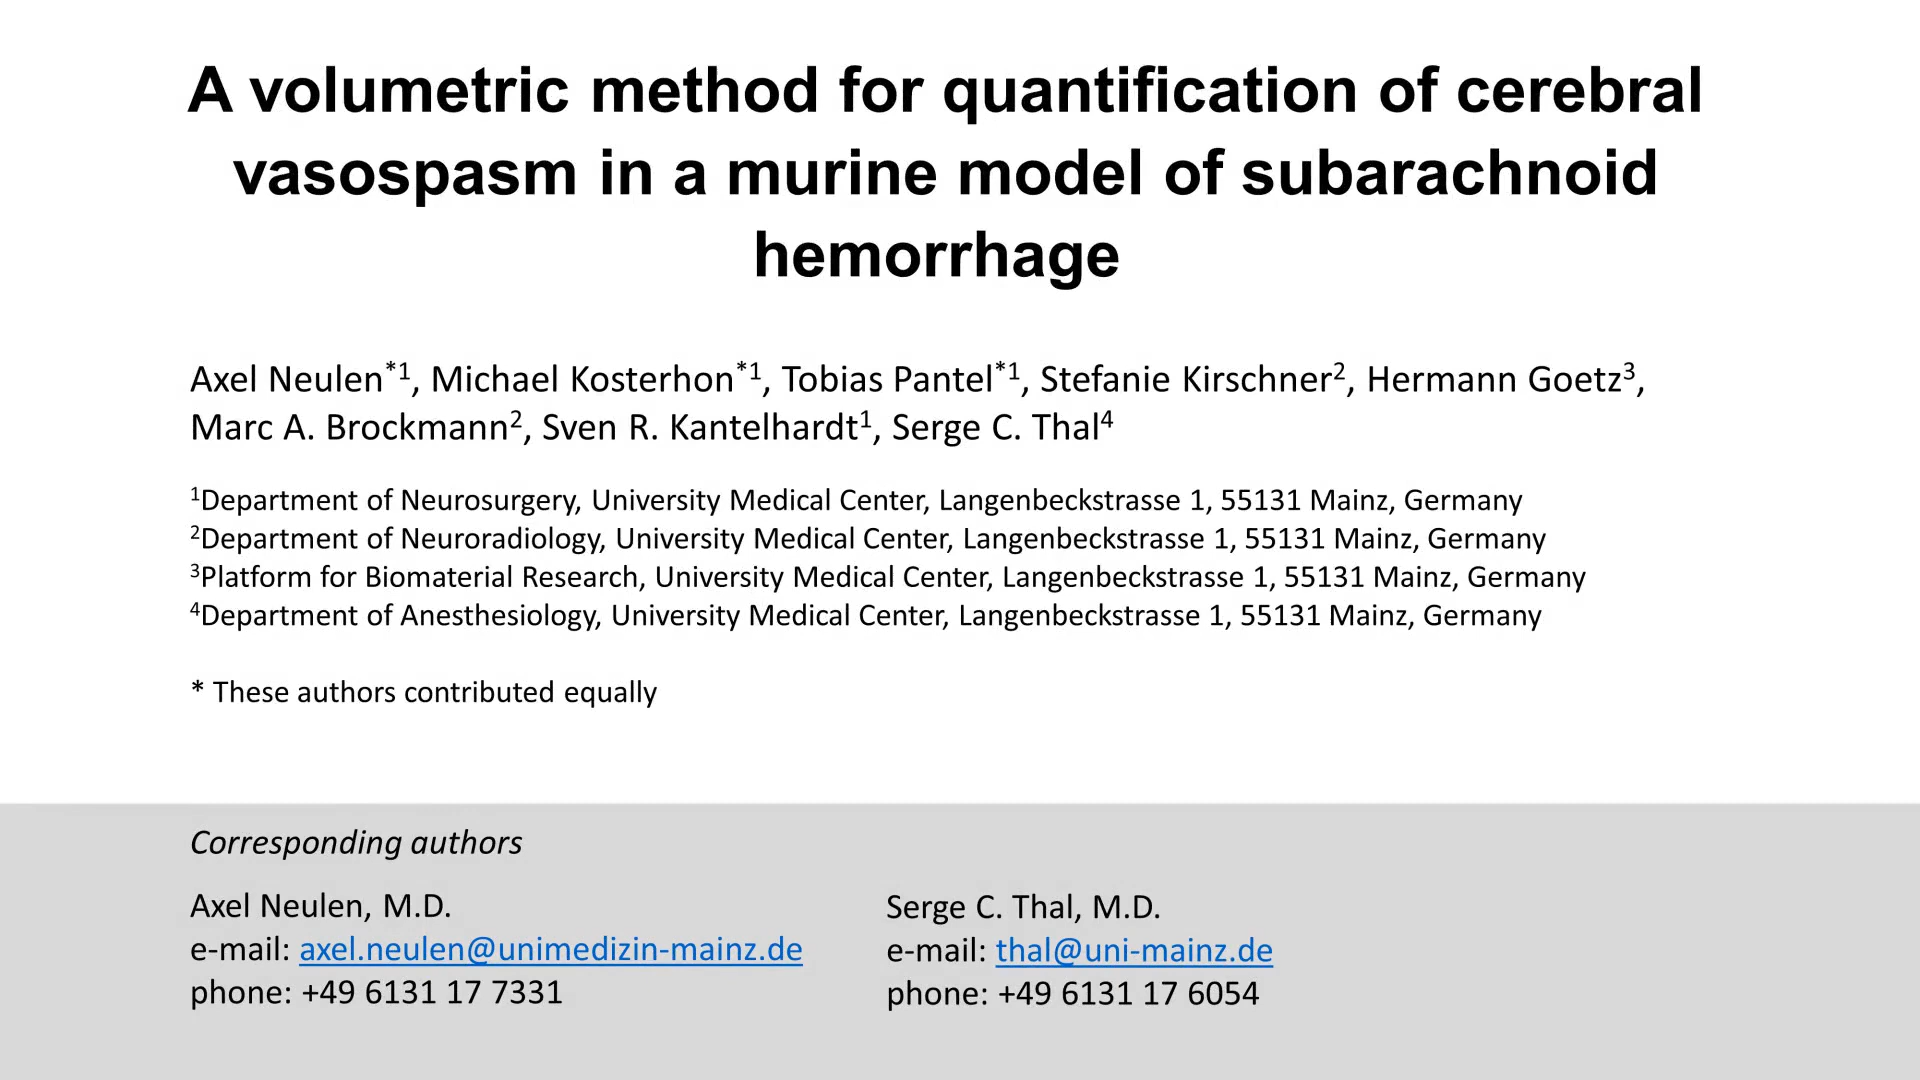 A volumetric method for quantification of cerebral
vasospasm in a murine model of subarachnoid
hemorrhage
Axel Neulen*1, Michael Kosterhon*1, Tobias Pantel*1, Stefanie Kirschner2, Hermann Goetz3,
Marc A. Brockmann2, Sven R. Kantelhardt1, Serge C. Thal4
1Department of Neurosurgery, University Medical Center, Langenbeckstrasse 1, 55131 Mainz, Germany
2Department of Neuroradiology, University Medical Center, Langenbeckstrasse 1, 55131 Mainz, Germany
3Platform for Biomaterial Research, University Medical Center, Langenbeckstrasse 1, 55131 Mainz, Germany
4Department of Anesthesiology, University Medical Center, Langenbeckstrasse 1, 55131 Mainz, Germany
* These authors contributed equally
Corresponding authors
Axel Neulen, M.D.
e-mail: axel.neulen@unimedizin-mainz.de
phone: +49 6131 17 7331
Serge C. Thal, M.D.
e-mail: thal@uni-mainz.de
phone: +49 6131 17 6054